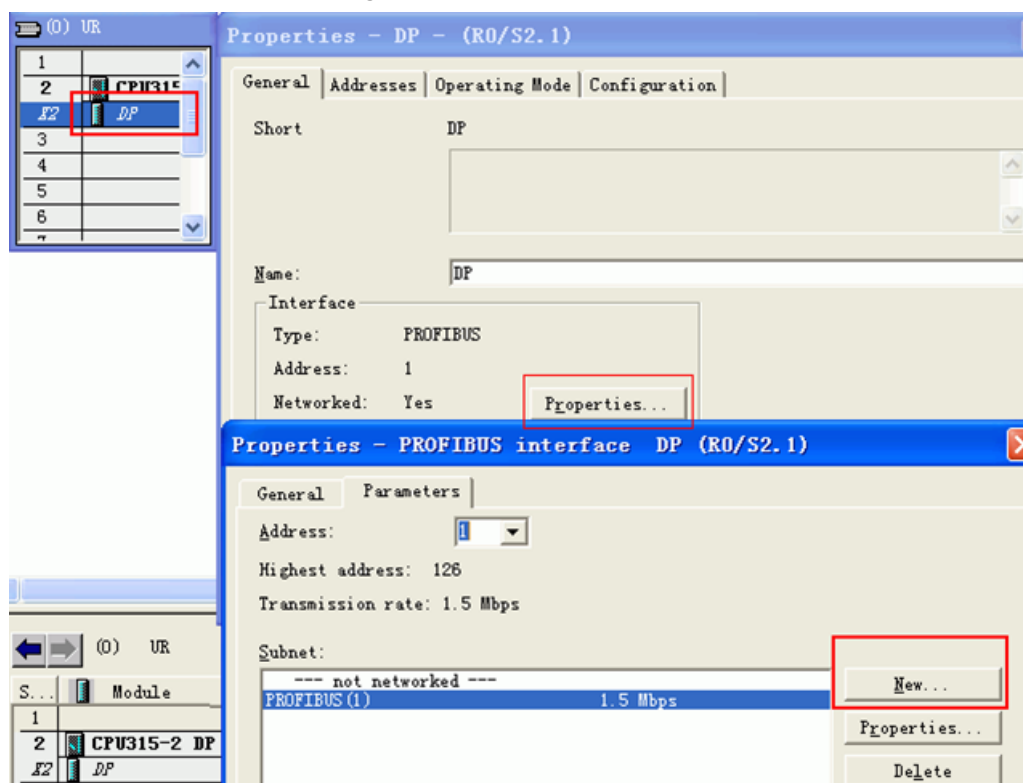 (0) UR
1
2 CPU315
X2 DP
3
4
5
6
Properties - DP - (R0/S2.1)
General Addresses Operating Mode Configuration
Short DP
Name: DP
Interface
Type: PROFIBUS
Address: 1
Networked: Yes Properties...
Properties - PROFIBUS interface DP (R0/S2.1)
General Parameters
Address: 1
Highest address: 126
Transmission rate: 1.5 Mbps
Subnet:
--- not networked ---
PROFIBUS(1) 1.5 Mbps
New...
Properties...
Delete
(0) UR
S... Module
1
2 CPU315-2 DP
X2 DP